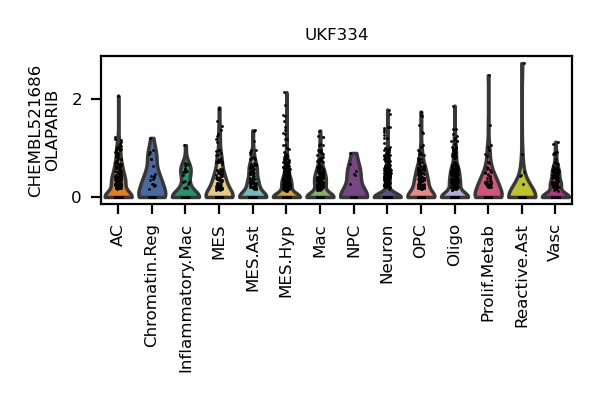 UKF334
CHEMBL521686
OLAPARIB
2
0
AC
Chromatin.Reg
Inflammatory.Mac
MES
MES.Ast
MES.Hyp
Mac
NPC
Neuron
OPC
Oligo
Prolif.Metab
Reactive.Ast
Vasc